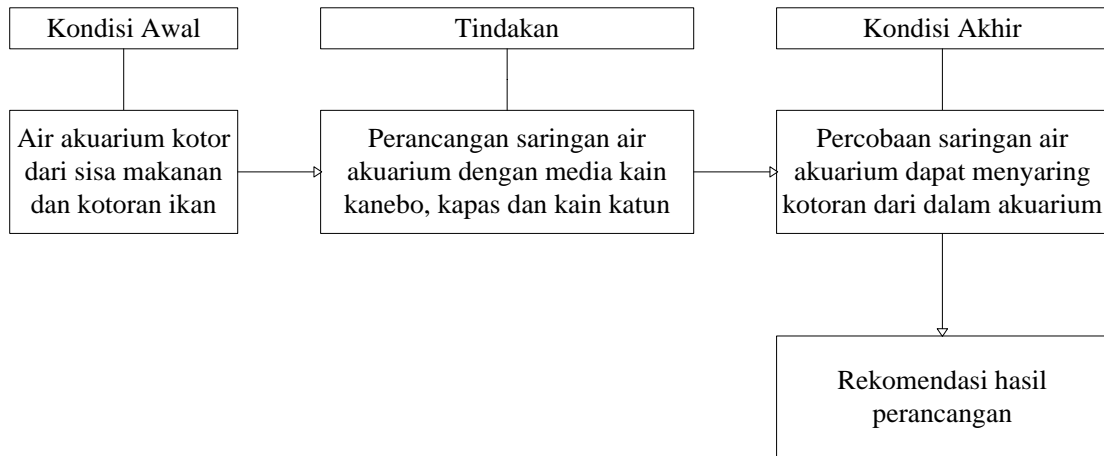 Kondisi Awal
Tindakan
Kondisi Akhir
Air akuarium kotor
dari sisa makanan
dan kotoran ikan
Perancangan saringan air
akuarium dengan media kain
kanebo, kapas dan kain katun
Percobaan saringan air
akuarium dapat menyaring
kotoran dari dalam akuarium
Rekomendasi hasil
perancangan